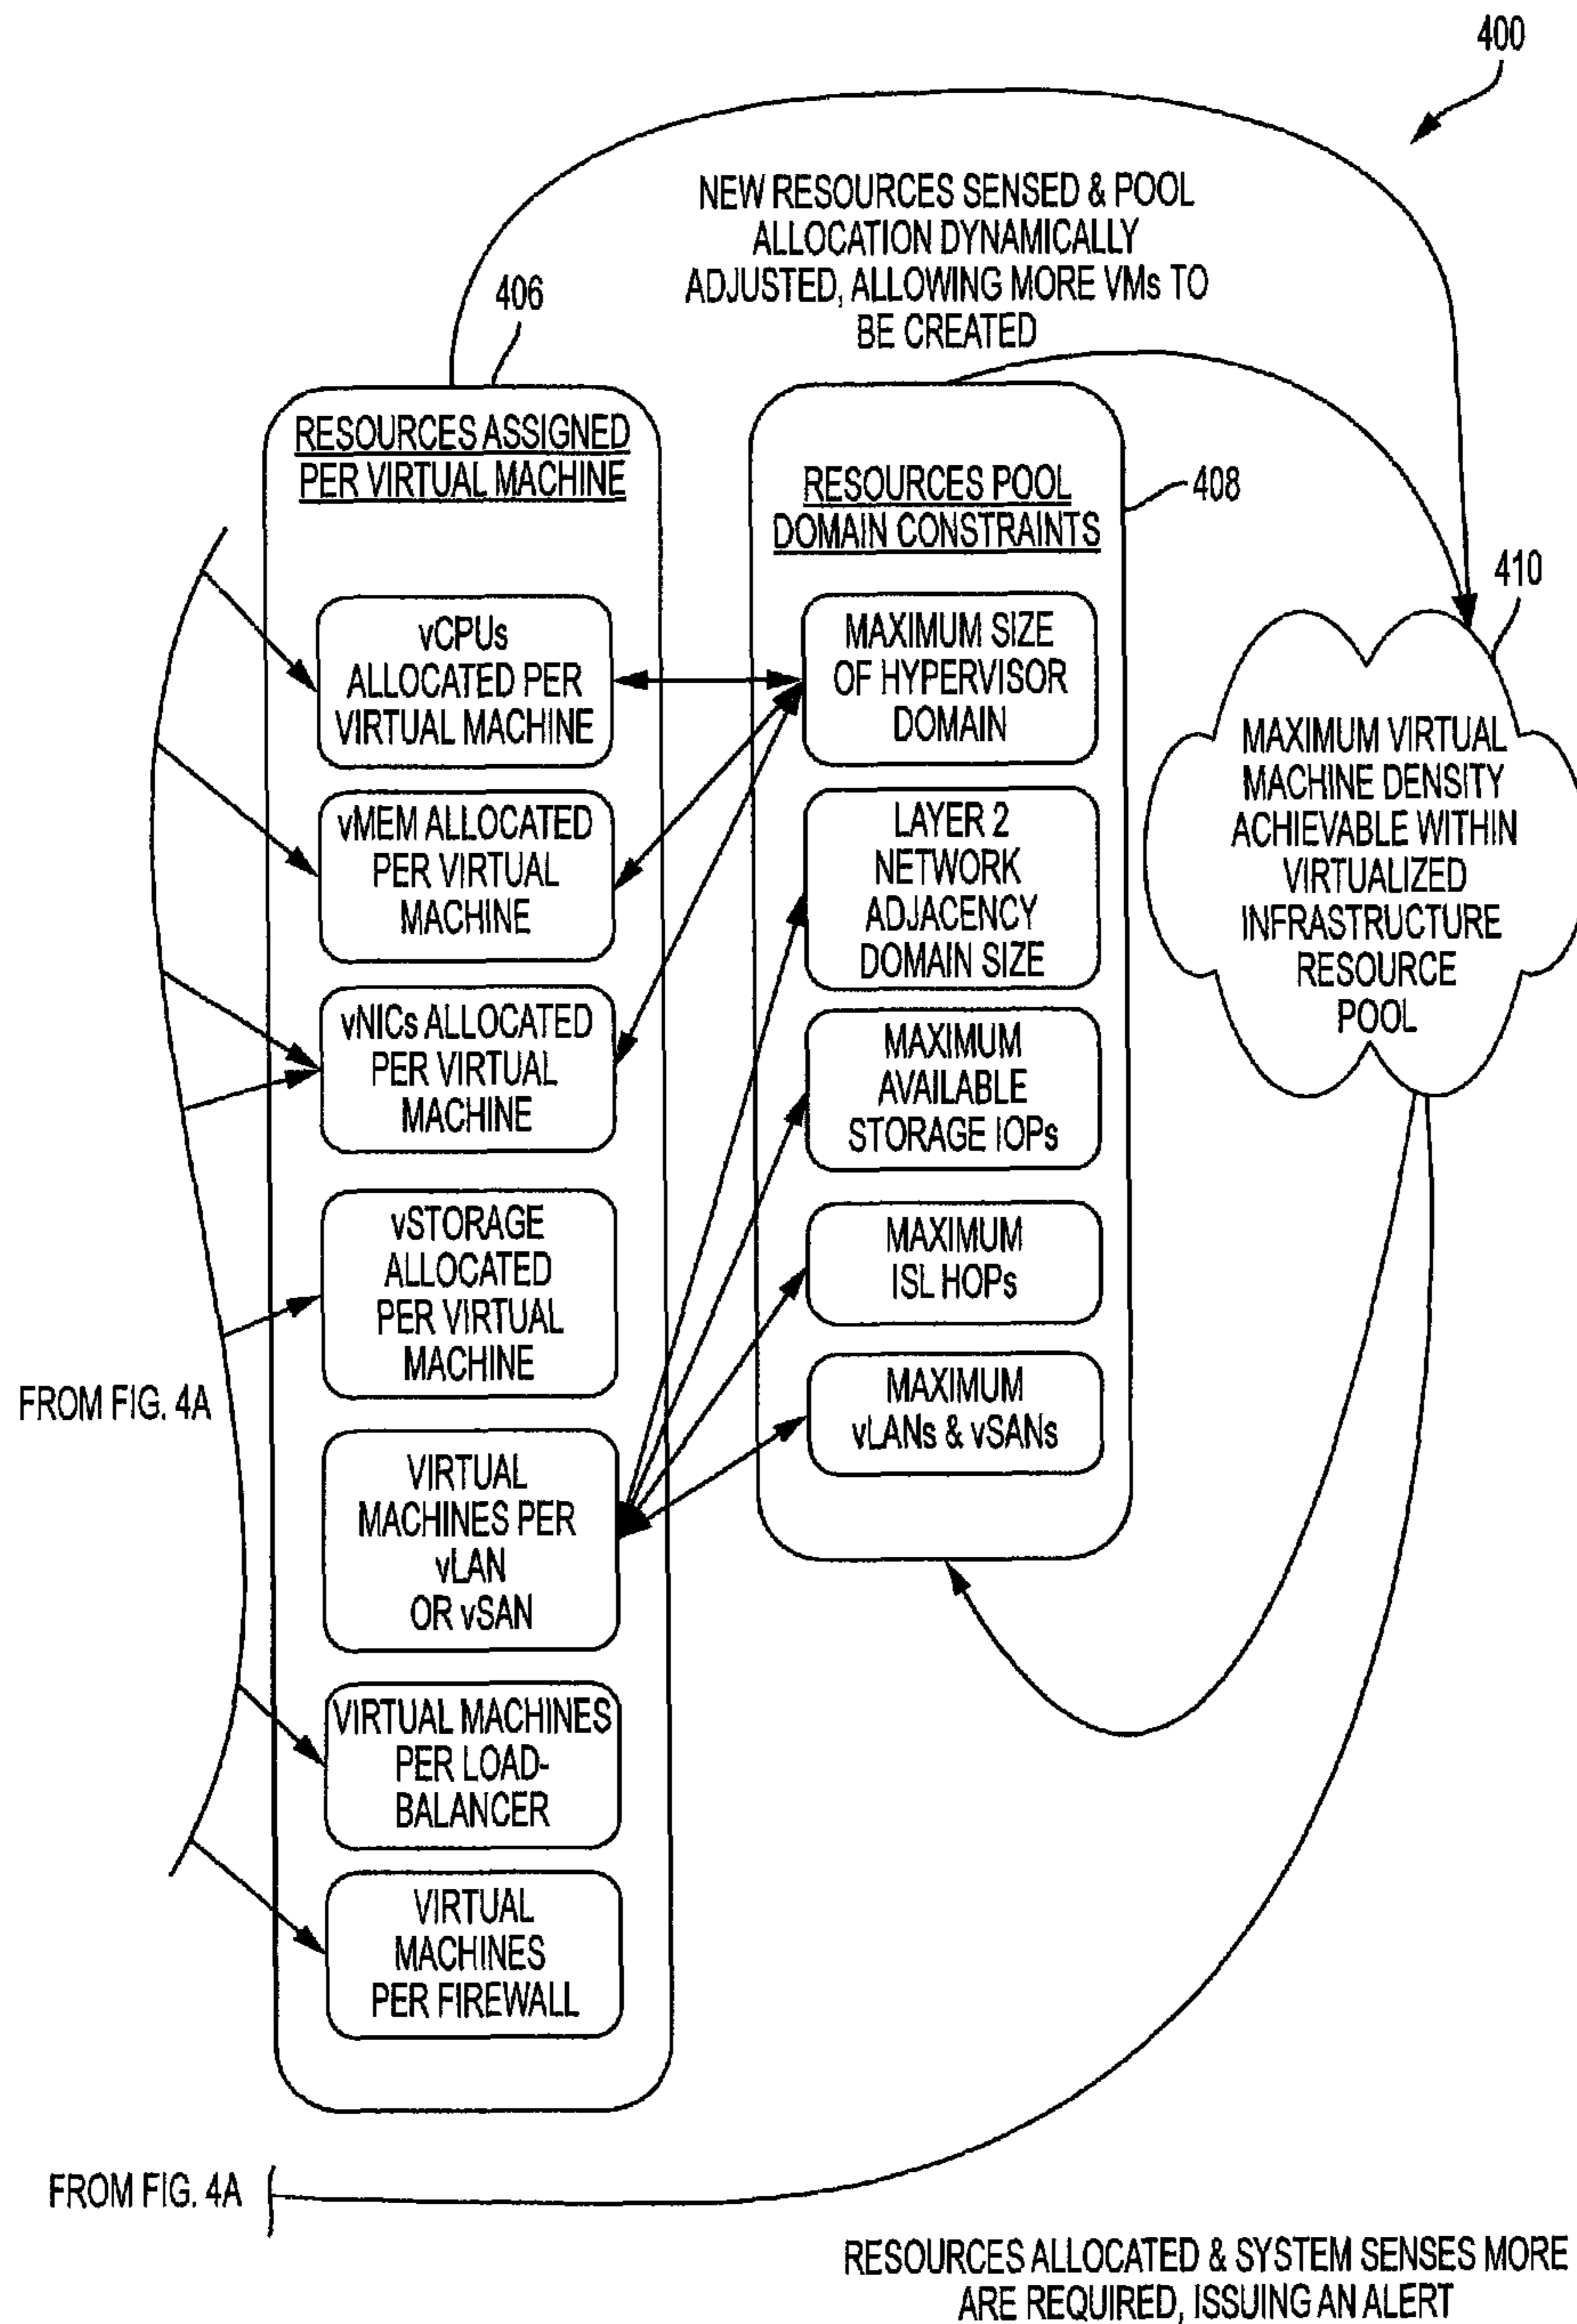 400
NEW RESOURCES SENSED & POOL
ALLOCATION DYNAMICALLY
ADJUSTED, ALLOWING MORE VMs TO
BE CREATED
406
RESOURCES ASSIGNED
PER VIRTUAL MACHINE
vCPUs
ALLOCATED PER
VIRTUAL MACHINE
vMEM ALLOCATED
PER VIRTUAL
MACHINE
vNICs ALLOCATED
PER VIRTUAL
MACHINE
vSTORAGE
ALLOCATED
PER VIRTUAL
MACHINE
VIRTUAL
MACHINES PER
vLAN
OR vSAN
VIRTUAL MACHINES
PER LOAD-
BALANCER
VIRTUAL
MACHINES
PER FIREWALL
RESOURCES POOL
DOMAIN CONSTRAINTS
408
MAXIMUM SIZE
OF HYPERVISOR
DOMAIN
LAYER 2
NETWORK
ADJACENCY
DOMAIN SIZE
MAXIMUM
AVAILABLE
STORAGE IOPs
MAXIMUM
ISL HOPs
MAXIMUM
vLANs & vSANs
410
MAXIMUM VIRTUAL
MACHINE DENSITY
ACHIEVABLE WITHIN
VIRTUALIZED
INFRASTRUCTURE
RESOURCE
POOL
FROM FIG. 4A
FROM FIG. 4A
RESOURCES ALLOCATED & SYSTEM SENSES MORE
ARE REQUIRED, ISSUING AN ALERT